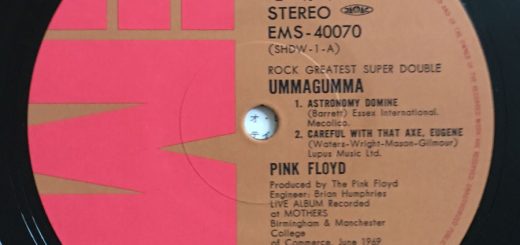 STEREO
EMS-40070
(SHDW-1-A)
ROCK GREATEST SUPER DOUBLE
UMMAGUMMA
1. ASTRONOMY DOMINE
(Barrett) Essex International.
Mecolico.
2. CAREFUL WITH THAT AXE, EUGENE
(Waters-Wright-Mason-Gilmour)
Lupus Music Ltd.
PINK FLOYD
Produced by The Pink Floyd
Engineer: Brian Humphries
LIVE ALBUM Recorded
at MOTHERS
Birmingham & Manchester
College
of Commerce, June 1969